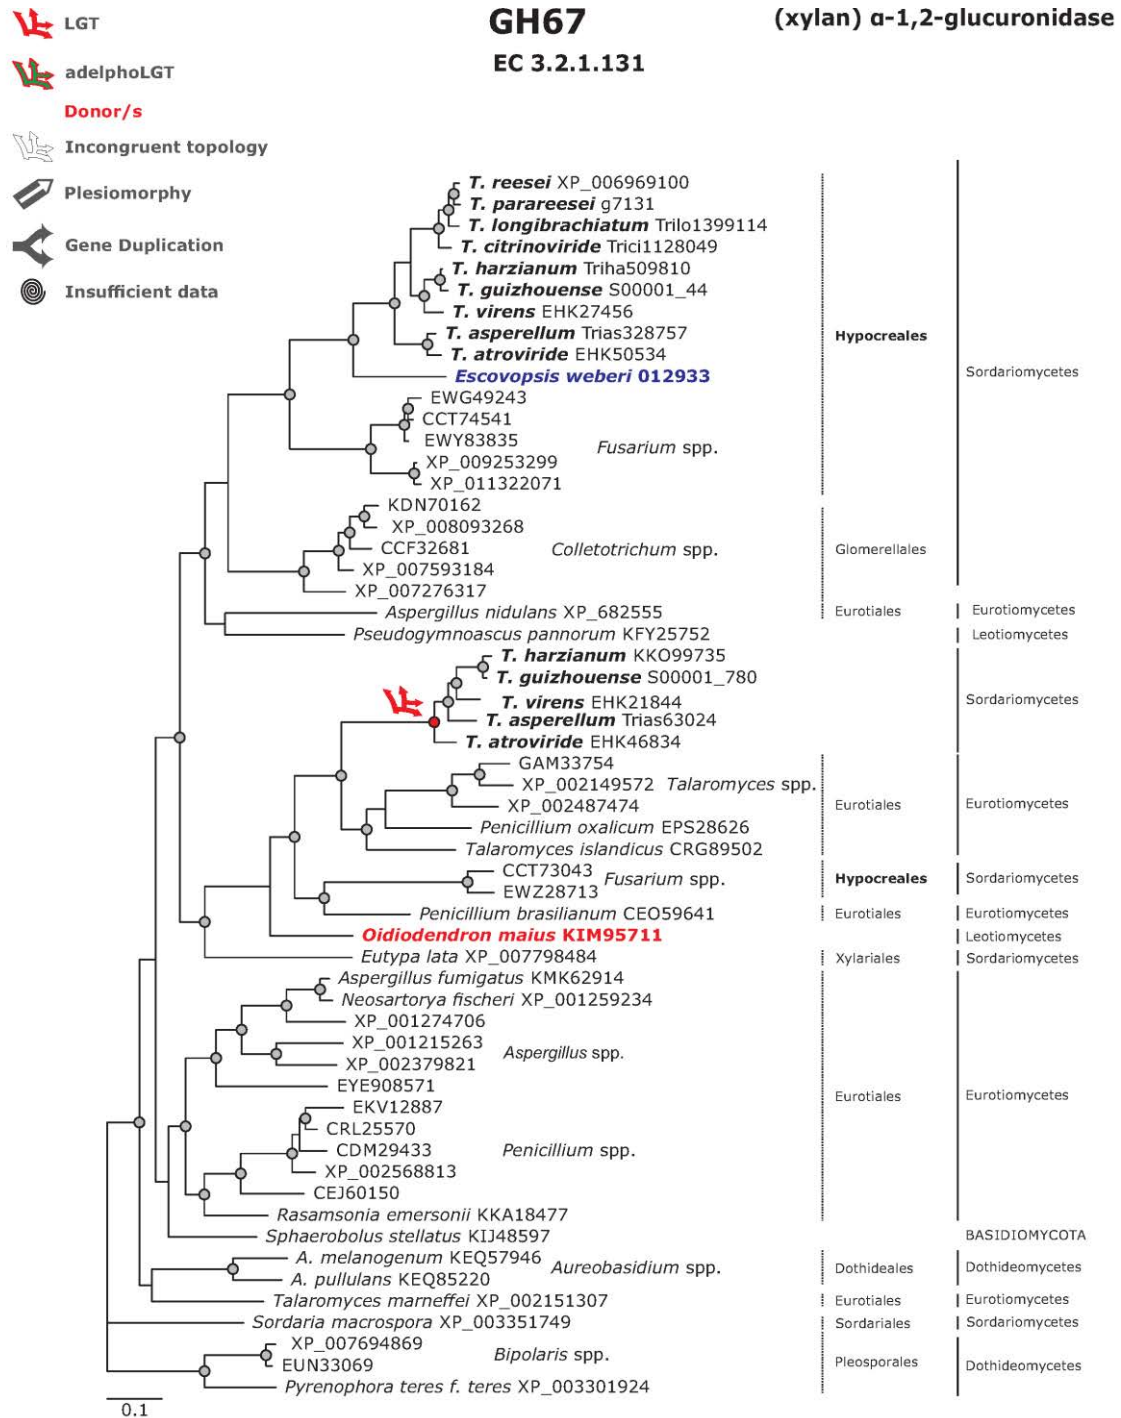 GH67
EC 3.2.1.131
(xylan) α-1,2-glucuronidase
LGT
adelphoLGT
Donor/s
Incongruent topology
Plesiomorphy
Gene Duplication
Insufficient data
T. reesei XP_006969100
T. parareesei g7131
T. longibrachiatum Trilo1399114
T. citrinoviride Trici1128049
T. harzianum Triha509810
T. guizhouense S00001_44
T. virens EHK27456
T. asperellum Trias328757
T. atroviride EHK50534
Hypocreales
Sordariomycetes
Escovopsis weberi 012933
EWG49243
CCT74541
EWY83835
Fusarium spp.
XP_009253299
XP_011322071
KDN70162
XP_008093268
CCF32681
Colletotrichum spp.
Glomerellales
XP_007593184
XP_007276317
Aspergillus nidulans XP_682555
Eurotiales
Eurotiomycetes
Pseudogymnoascus pannorum KFY25752
Leotiomycetes
T. harzianum KKO99735
T. guizhouense S00001_780
T. virens EHK21844
Sordariomycetes
T. asperellum Trias63024
T. atroviride EHK46834
GAM33754
XP_002149572
Talaromyces spp.
XP_002487474
Eurotiales
Eurotiomycetes
Penicillium oxalicum EPS28626
Talaromyces islandicus CRG89502
CCT73043
Fusarium spp.
EWZ28713
Hypocreales
Sordariomycetes
Penicillium brasilianum CEO59641
Eurotiales
Eurotiomycetes
Oidiodendron maius KIM95711
Leotiomycetes
Eutypa lata XP_007798484
Xylariales
Sordariomycetes
Aspergillus fumigatus KMK62914
Neosartorya fischeri XP_001259234
XP_001274706
XP_001215263
Aspergillus spp.
XP_002379821
EYE908571
Eurotiales
Eurotiomycetes
EKV12887
CRL25570
CDM29433
Penicillium spp.
XP_002568813
CEJ60150
Rasamsonia emersonii KKA18477
Sphaerobolus stellatus KIJ48597
BASIDIOMYCOTA
A. melanogenum KEQ57946
Aureobasidium spp.
Dothideales
Dothideomycetes
A. pullulans KEQ85220
Talaromyces marneffei XP_002151307
Eurotiales
Eurotiomycetes
Sordaria macrospora XP_003351749
Sordariales
Sordariomycetes
XP_007694869
Bipolaris spp.
EUN33069
Pleosporales
Dothideomycetes
Pyrenophora teres f. teres XP_003301924
0.1